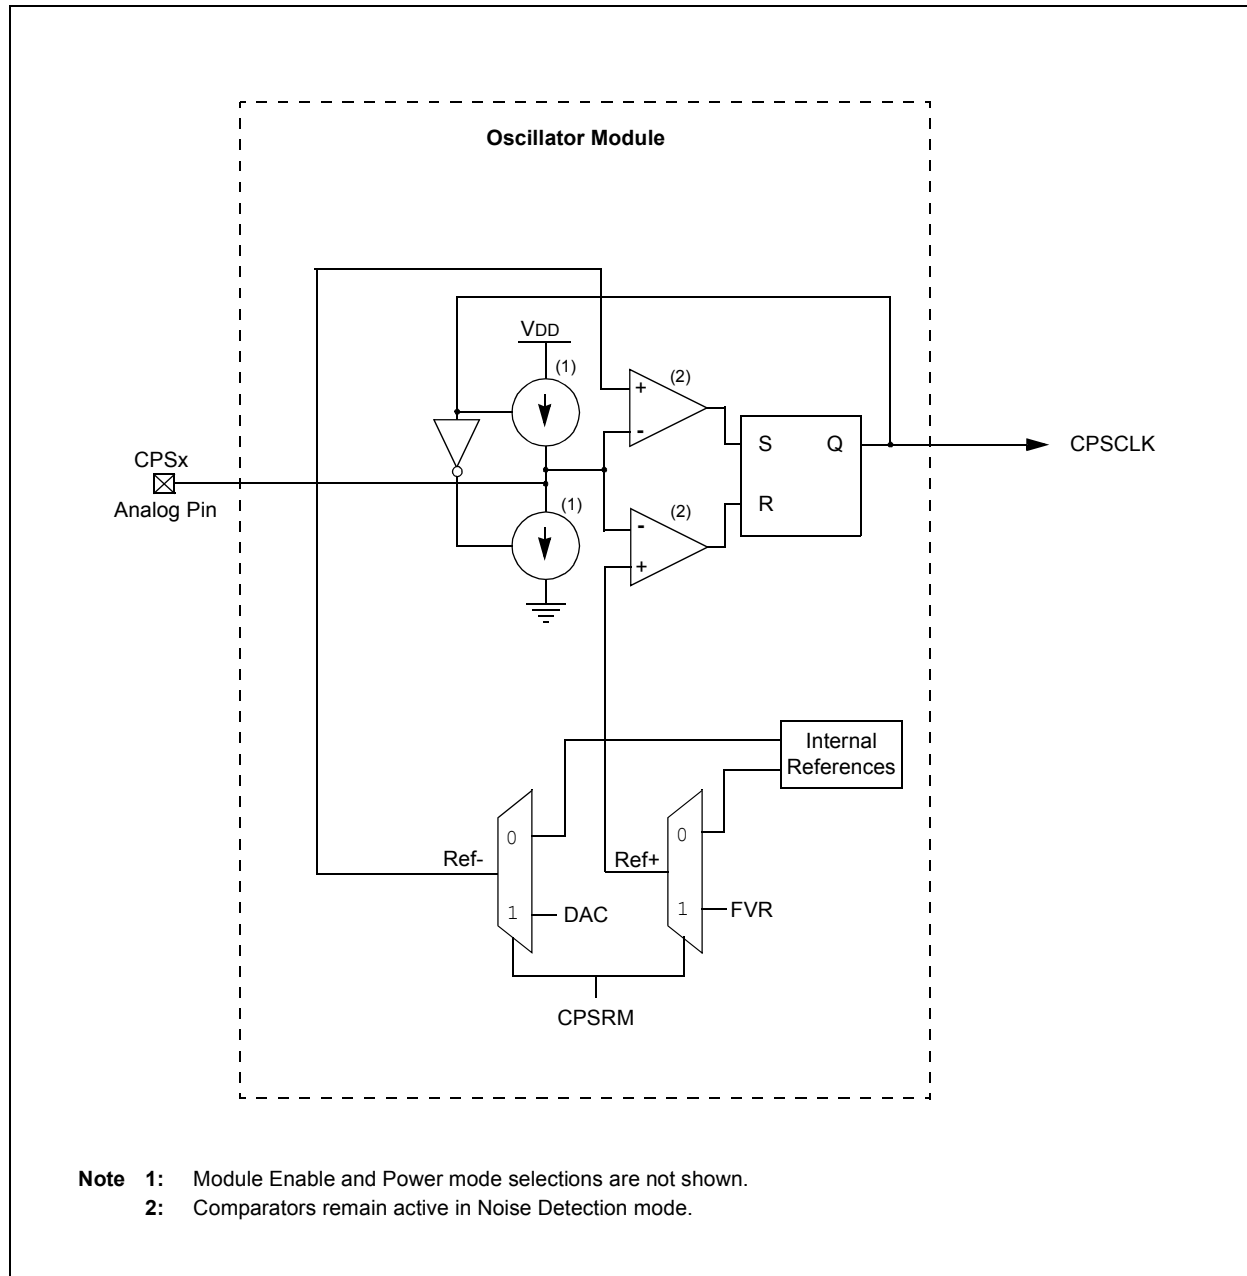 Oscillator Module
VDD
(1)
(2)
+
-
S Q
CPSCLK
CPSx
Analog Pin
(1)
(2)
R
-
+
Internal
References
0
0
Ref-
Ref+
1
DAC
1
FVR
CPSRM
Note 1: Module Enable and Power mode selections are not shown.
2: Comparators remain active in Noise Detection mode.